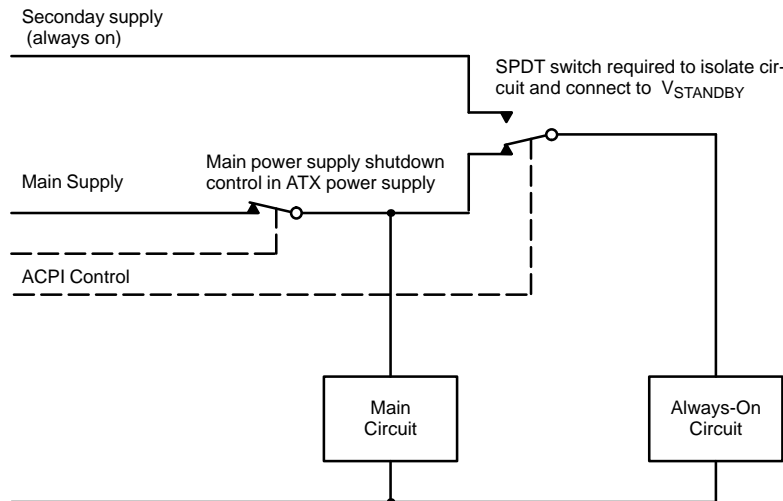 Seconday supply
(always on)
SPDT switch required to isolate cir-
cuit and connect to VSTANDBY
Main power supply shutdown
control in ATX power supply
Main Supply
ACPI Control
Main
Circuit
Always-On
Circuit